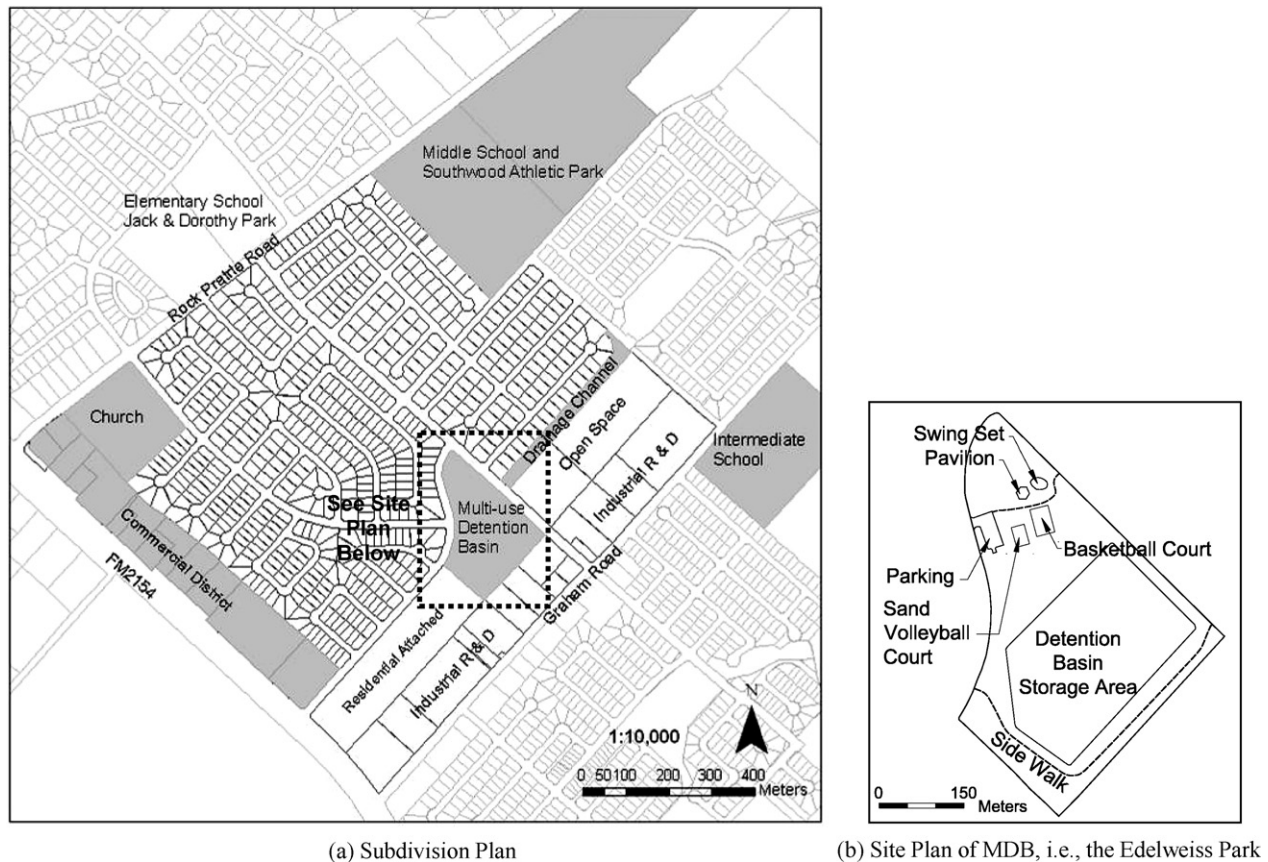 Middle School and
Southwood Athletic Park
Elementary School
Jack & Dorothy Park
Rock Prairie Road
Church
Drainage Channel
Open Space
Intermediate
School
Industrial R & D
See Site
Plan
Below
Multi-use
Detention
Basin
Commercial District
FM2154
Graham Road
Residential Attached
Industrial R & D
N
1:10,000
0 50 100 200 300 400
Meters
(a) Subdivision Plan
Swing Set
Pavilion
Basketball Court
Parking
Sand
Volleyball
Court
Detention
Basin
Storage Area
Side Walk
0 150
Meters
(b) Site Plan of MDB, i.e., the Edelweiss Park